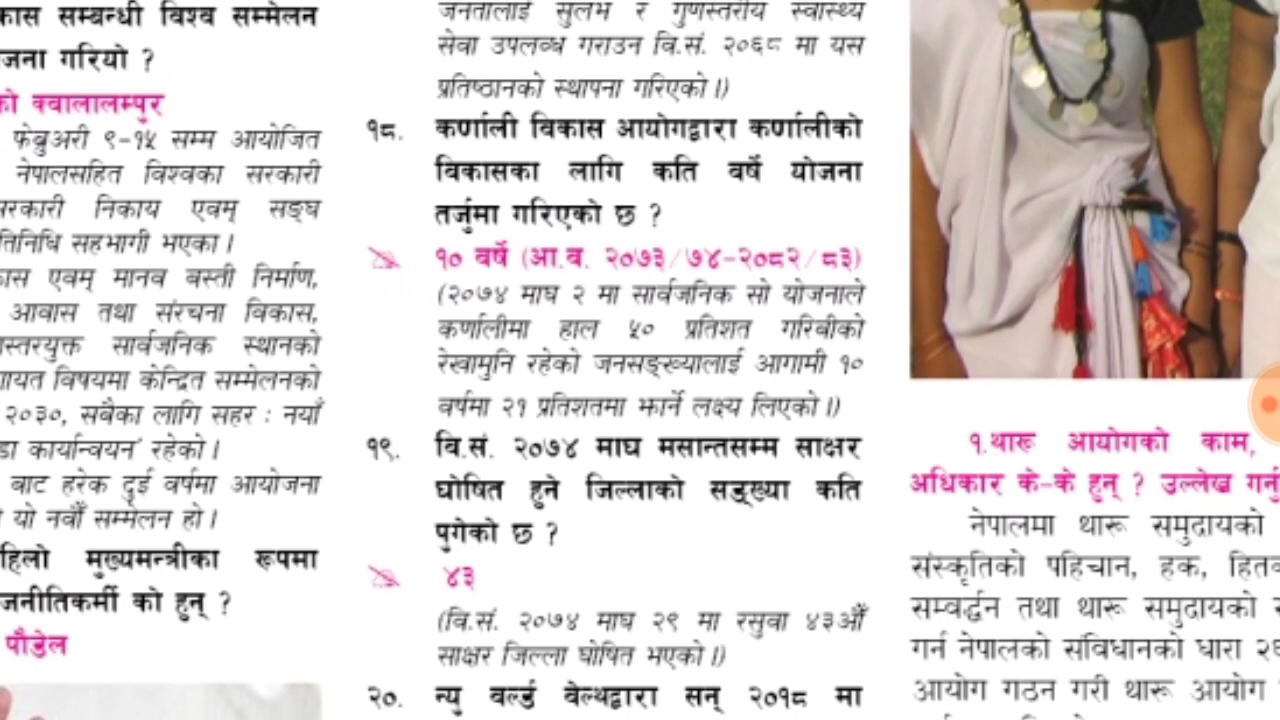 कास सम्बन्धी विश्व सम्मेलन
जना गरियो ?
को क्वालालम्पुर
फेब्रुअरी ९-१५ सम्म आयोजित
नेपालसहित विश्वका सरकारी
सरकारी निकाय एवम् सङ्घ
तिनिधि सहभागी भएका ।
कास एवम् मानव बस्ती निर्माण,
आवास तथा संरचना विकास,
स्तरयुक्त सार्वजनिक स्थानको
गायत विषयमा केन्द्रित सम्मेलनको
२०३०, सबैका लागि सहर : नयाँ
डा कार्यान्वयन' रहेको ।
बाट हरेक दुई वर्षमा आयोजना
यो नवौँ सम्मेलन हो ।
हिलो मुख्यमन्त्रीका रूपमा
जनीतिकर्मी को हुन् ?
पौडेल
जनतालाई सुलभ र गुणस्तरीय स्वास्थ्य
सेवा उपलब्ध गराउन वि.सं. २०६८ मा यस
प्रतिष्ठानको स्थापना गरिएको ।)
१८. कर्णाली विकास आयोगद्वारा कर्णालीको
विकासका लागि कति वर्षे योजना
तर्जुमा गरिएको छ ?
१० वर्षे (आ.व. २०७३/७४-२०८२/८३)
(२०७४ माघ २ मा सार्वजनिक सो योजनाले
कर्णालीमा हाल ५० प्रतिशत गरिबीको
रेखामुनि रहेको जनसङ्ख्यालाई आगामी १०
वर्षमा २१ प्रतिशतमा झार्ने लक्ष्य लिएको ।)
१९. वि.सं. २०७४ माघ मसान्तसम्म साक्षर
घोषित हुने जिल्लाको सङ्ख्या कति
पुगेको छ ?
४३
(वि.सं. २०७४ माघ २९ मा रसुवा ४३औँ
साक्षर जिल्ला घोषित भएको ।)
२०. न्यु वर्ल्ड वेल्थद्वारा सन् २०१८ मा
१.थारू आयोगको काम,
अधिकार के-के हुन् ? उल्लेख गर्नु
नेपालमा थारू समुदायको
संस्कृतिको पहिचान, हक, हित
सम्वर्द्धन तथा थारू समुदायको
गर्न नेपालको संविधानको धारा २६
आयोग गठन गरी थारू आयोग